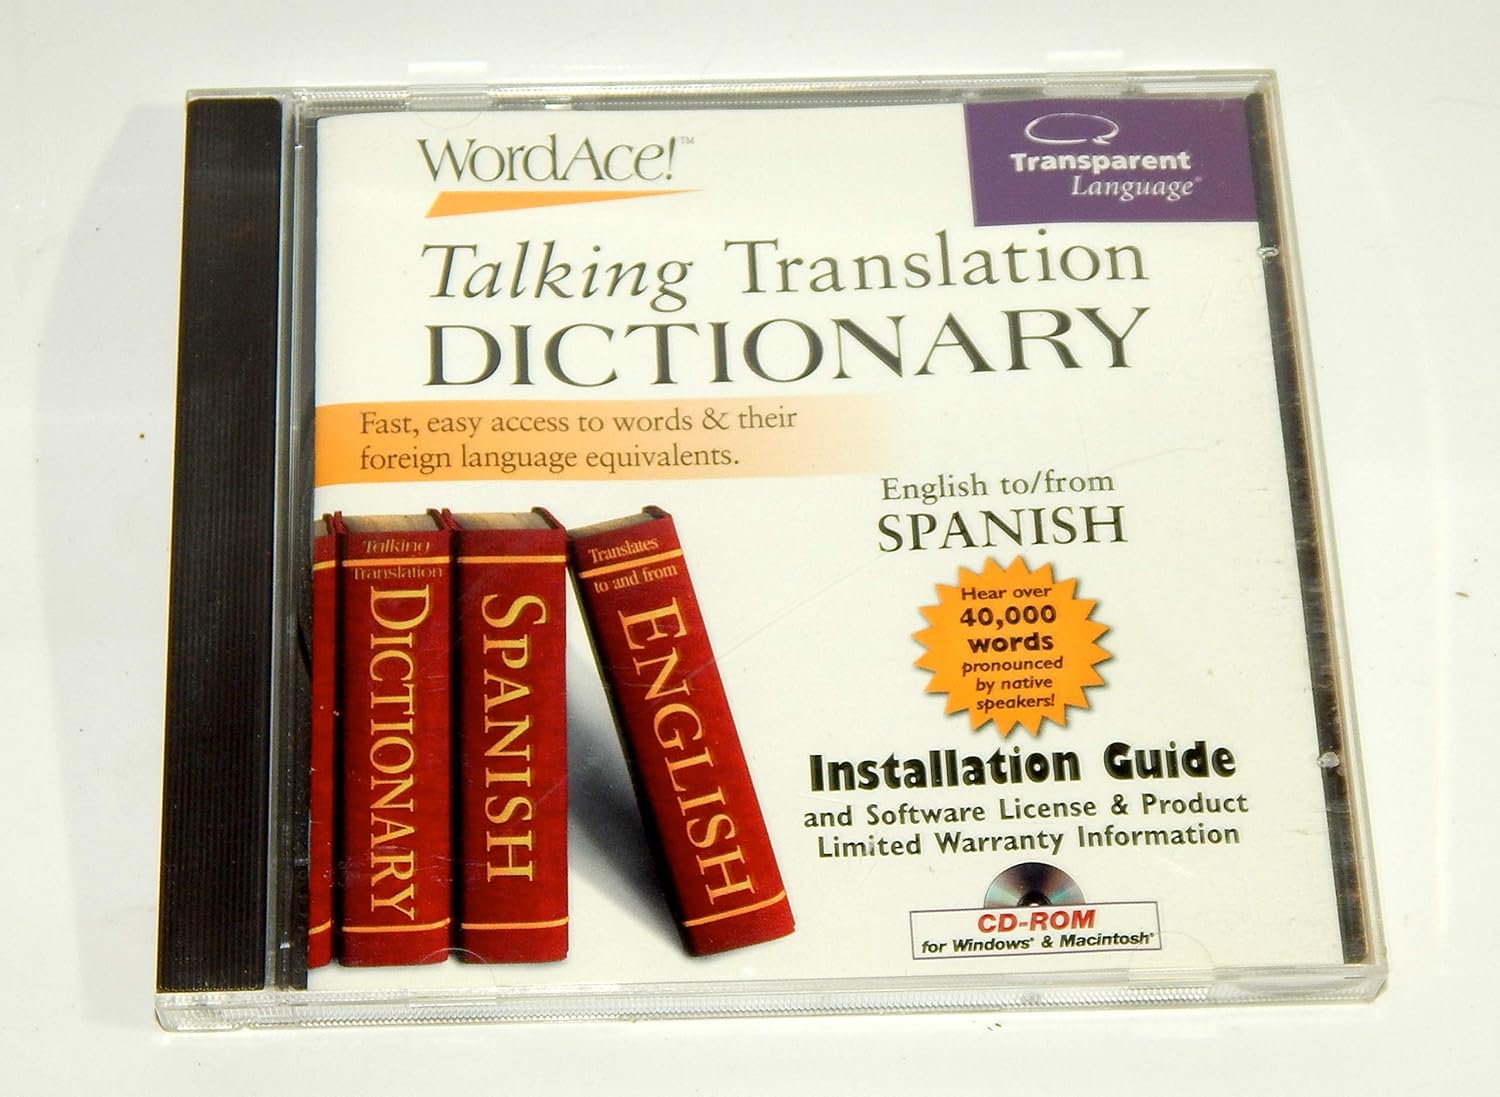 WordAce!™
Transparent
Language®
Talking Translation
DICTIONARY
Fast, easy access to words & their
foreign language equivalents.
English to/from
SPANISH
Hear over
40,000
words
pronounced
by native
speakers!
Talking
Translation
DICTIONARY
SPANISH
Translates
to and from
ENGLISH
Installation Guide
and Software License & Product
Limited Warranty Information
CD-ROM
for Windows® & Macintosh®